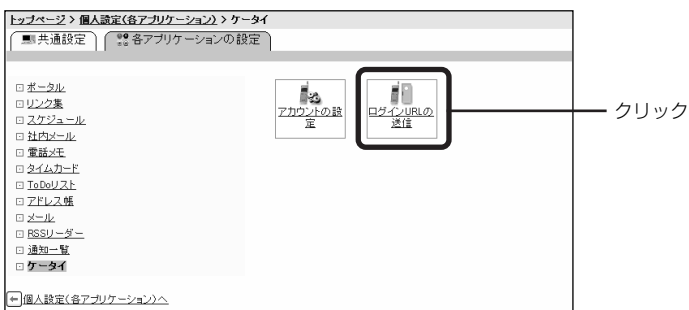 トップページ > 個人設定(各アプリケーション) > ケータイ
共通設定 各アプリケーションの設定
ポータル
リンク集
スケジュール
社内メール
電話メモ
タイムカード
ToDoリスト
アドレス帳
メール
RSSリーダー
通知一覧
ケータイ
アカウントの設
定
ログインURLの
送信
クリック
個人設定(各アプリケーション)へ